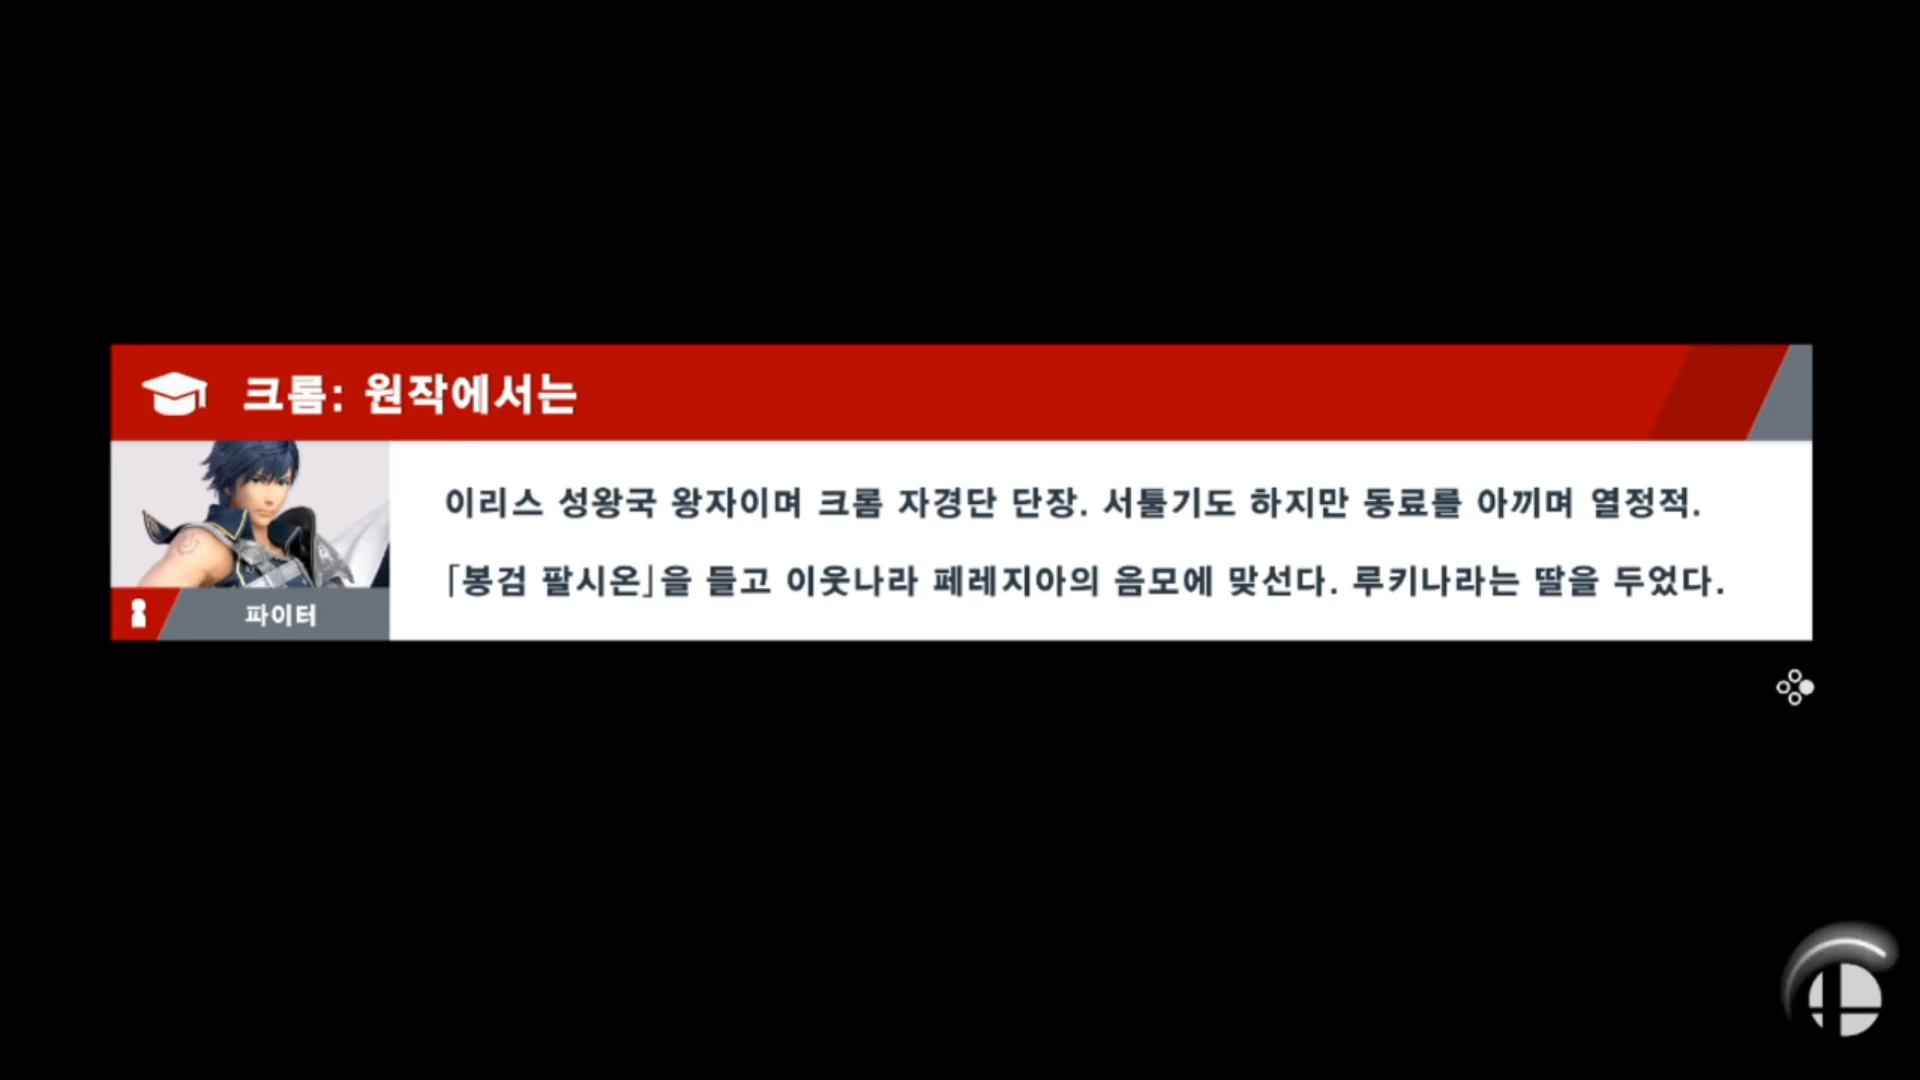 크롬: 원작에서는
이리스 성왕국 왕자이며 크롬 자경단 단장. 서툴기도 하지만 동료를 아끼며 열정적.
「봉검 팔시온」을 들고 이웃나라 페레지아의 음모에 맞선다. 루키나라는 딸을 두었다.
파이터